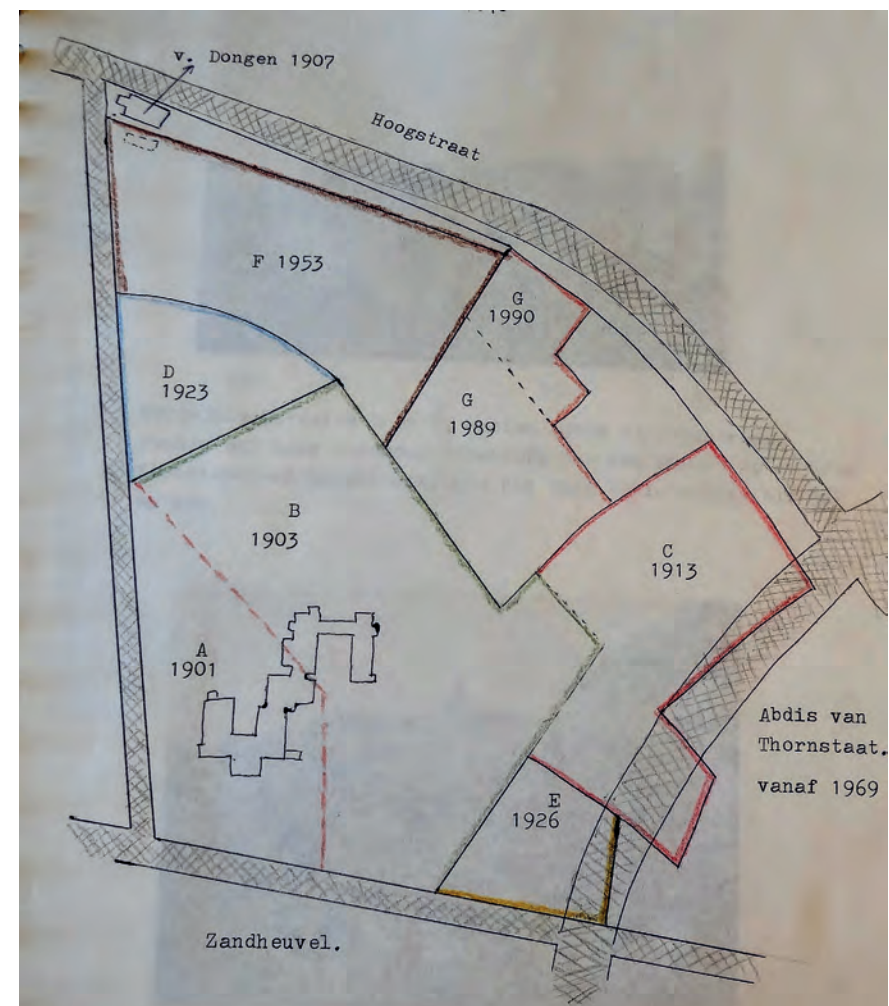 v. Dongen 1907
Hoogstraat
F 1953
G
1990
D
1923
G
1989
B
1903
C
1913
A
1901
Abdis van
Thornstaat.
vanaf 1969
E
1926
Zandheuvel.